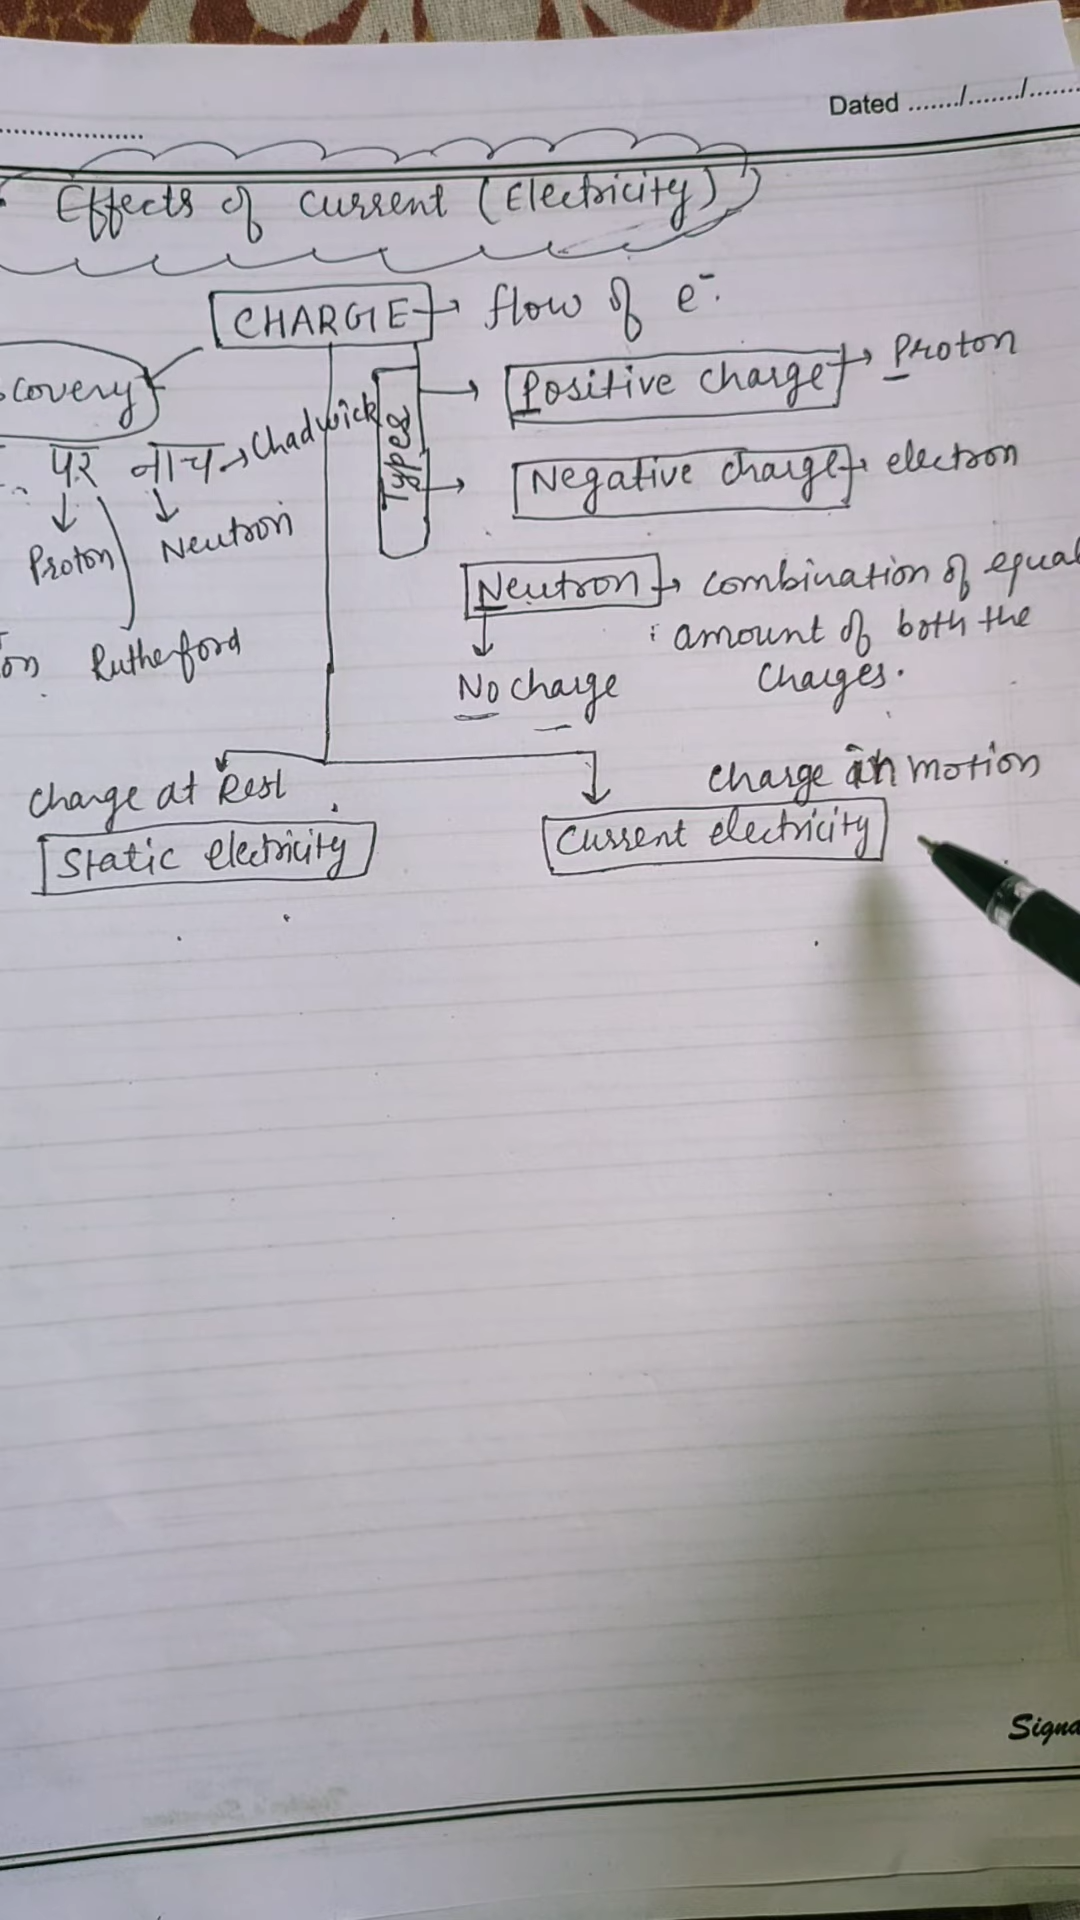 Dated ......./......./.......
Effects of Current (Electricity)
CHARGE → flow of e⁻.
covery
Types
Positive charge → Proton
Negative charge → electron
पर नाच → Chadwick
Proton
Neutron
Rutherford
on
Neutron → combination of equal
amount of both the
Charges.
No charge
Charge at Rest
Static electricity
Charge in motion
Current electricity
Signa